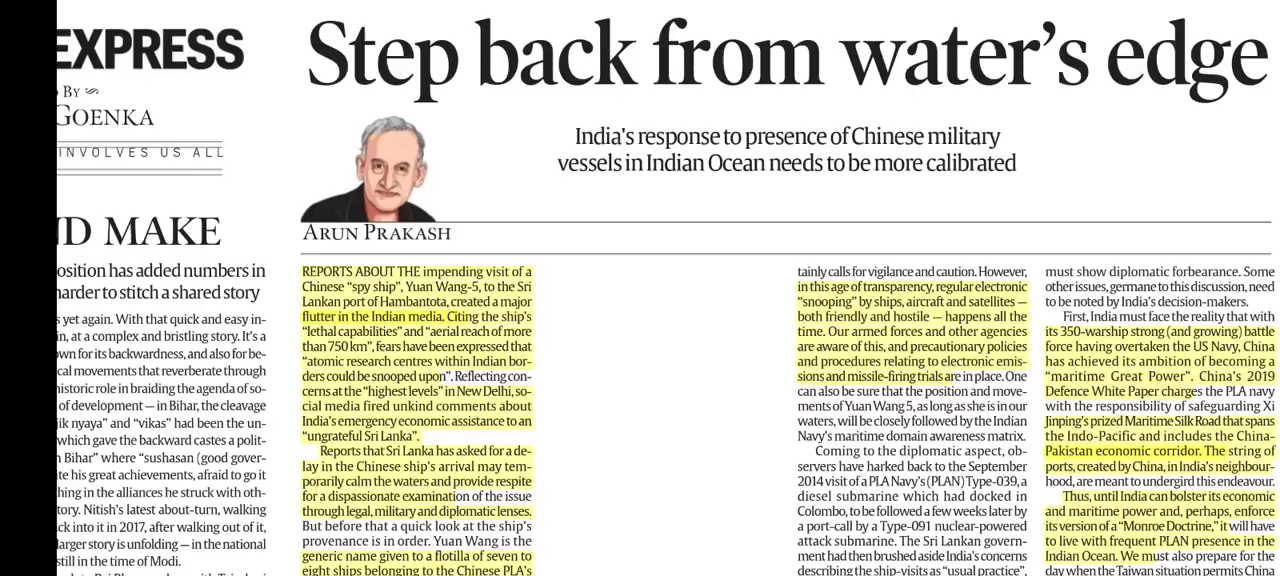 EXPRESS
BY
GOENKA
INVOLVES US ALL
ND MAKE
osition has added numbers in
harder to stitch a shared story
s yet again. With that quick and easy in-
in, at a complex and bristling story. It's a
own for its backwardness, and also for be-
cal movements that reverberate through
historic role in braiding the agenda of so-
of development — in Bihar, the cleavage
jik nyaya” and “vikas” had been the un-
which gave the backward castes a polit-
n Bihar” where “sushasan (good gover-
te his great achievements, afraid to go it
hing in the alliances he struck with oth-
tory. Nitish's latest about-turn, walking
ck into it in 2017, after walking out of it,
larger story is unfolding — in the national
still in the time of Modi.
Step back from water's edge
India's response to presence of Chinese military
vessels in Indian Ocean needs to be more calibrated
ARUN PRAKASH
REPORTS ABOUT THE impending visit of a
Chinese “spy ship”, Yuan Wang-5, to the Sri
Lankan port of Hambantota, created a major
flutter in the Indian media. Citing the ship's
“lethal capabilities” and “aerial reach of more
than 750 km”, fears have been expressed that
“atomic research centres within Indian bor-
ders could be snooped upon”. Reflecting con-
cerns at the “highest levels” in New Delhi, so-
cial media fired unkind comments about
India's emergency economic assistance to an
“ungrateful Sri Lanka”.
Reports that Sri Lanka has asked for a de-
lay in the Chinese ship's arrival may tem-
porarily calm the waters and provide respite
for a dispassionate examination of the issue
through legal, military and diplomatic lenses.
But before that a quick look at the ship's
provenance is in order. Yuan Wang is the
generic name given to a flotilla of seven to
eight ships belonging to the Chinese PLA's
tainly calls for vigilance and caution. However,
in this age of transparency, regular electronic
“snooping” by ships, aircraft and satellites —
both friendly and hostile — happens all the
time. Our armed forces and other agencies
are aware of this, and precautionary policies
and procedures relating to electronic emis-
sions and missile-firing trials are in place. One
can also be sure that the position and move-
ments of Yuan Wang 5, as long as she is in our
waters, will be closely followed by the Indian
Navy's maritime domain awareness matrix.
Coming to the diplomatic aspect, ob-
servers have harked back to the September
2014 visit of a PLA Navy's (PLAN) Type-039, a
diesel submarine which had docked in
Colombo, to be followed a few weeks later by
a port-call by a Type-091 nuclear-powered
attack submarine. The Sri Lankan govern-
ment had then brushed aside India's concerns
describing the ship-visits as “usual practice”,
must show diplomatic forbearance. Some
other issues, germane to this discussion, need
to be noted by India's decision-makers.
First, India must face the reality that with
its 350-warship strong (and growing) battle
force having overtaken the US Navy, China
has achieved its ambition of becoming a
“maritime Great Power”. China's 2019
Defence White Paper charges the PLA navy
with the responsibility of safeguarding Xi
Jinping's prized Maritime Silk Road that spans
the Indo-Pacific and includes the China-
Pakistan economic corridor. The string of
ports, created by China, in India's neighbour-
hood, are meant to undergird this endeavour.
Thus, until India can bolster its economic
and maritime power and, perhaps, enforce
its version of a “Monroe Doctrine,” it will have
to live with frequent PLAN presence in the
Indian Ocean. We must also prepare for the
day when the Taiwan situation permits China